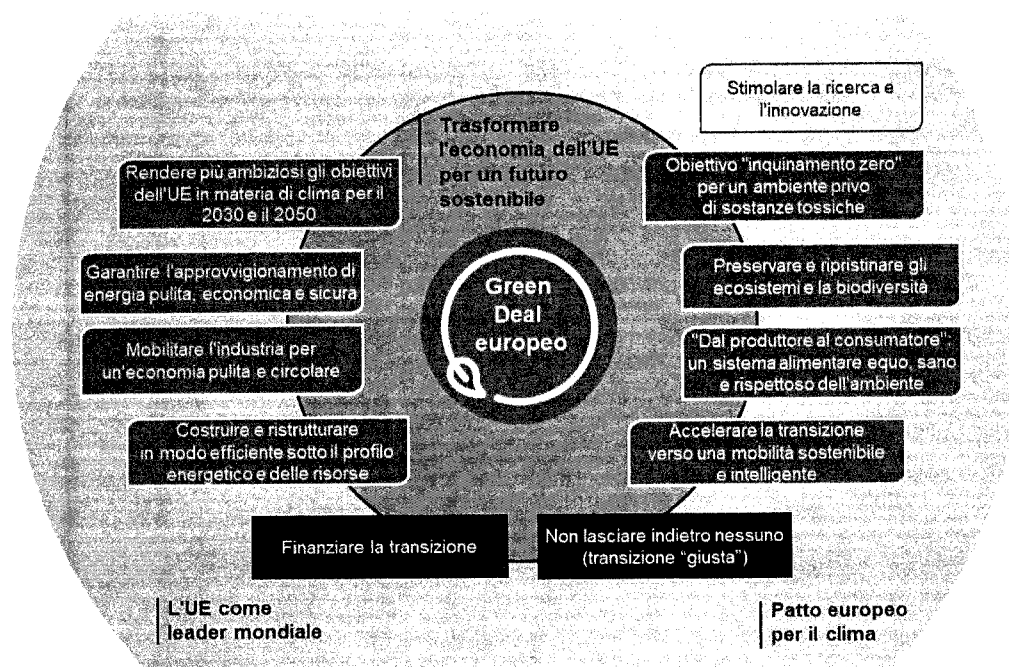 Stimolare la ricerca e
l'innovazione
Trasformare
l'economia dell'UE
per un futuro
sostenibile
Rendere più ambiziosi gli obiettivi
dell'UE in materia di clima per il
2030 e il 2050
Obiettivo "inquinamento zero"
per un ambiente privo
di sostanze tossiche
Garantire l'approvvigionamento di
energia pulita, economica e sicura
Preservare e ripristinare gli
ecosistemi e la biodiversità
Green
Deal
europeo
Mobilitare l'industria per
un'economia pulita e circolare
"Dal produttore al consumatore":
un sistema alimentare equo, sano
e rispettoso dell'ambiente
Costruire e ristrutturare
in modo efficiente sotto il profilo
energetico e delle risorse
Accelerare la transizione
verso una mobilità sostenibile
e intelligente
Finanziare la transizione
Non lasciare indietro nessuno
(transizione "giusta")
L'UE come
leader mondiale
Patto europeo
per il clima